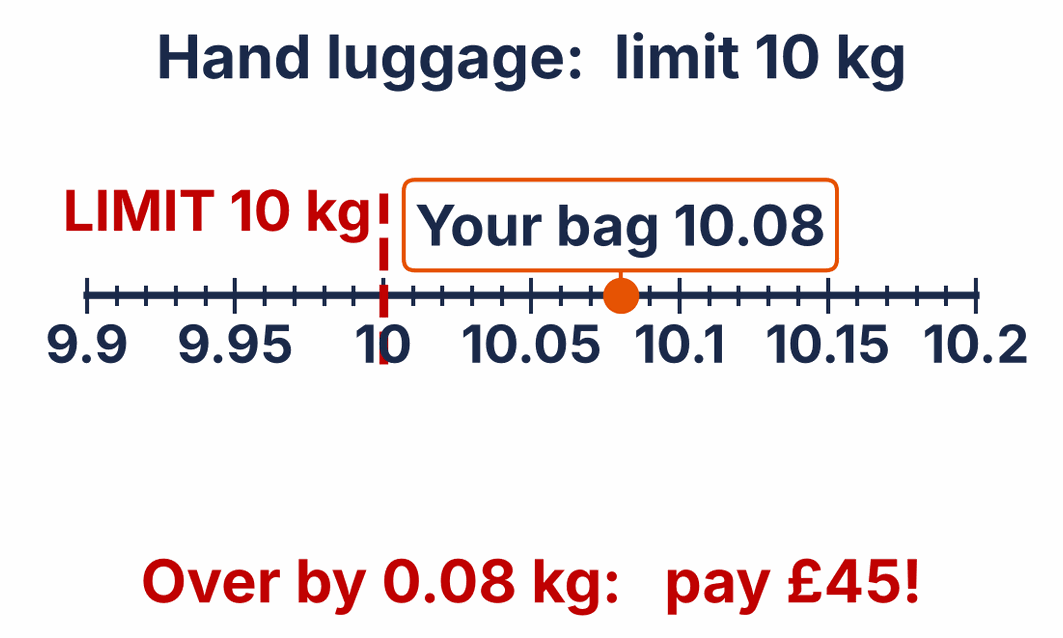 Hand luggage: limit 10 kg
LIMIT 10 kg
Your bag 10.08
9.9 9.95 10 10.05 10.1 10.15 10.2
Over by 0.08 kg: pay £45!